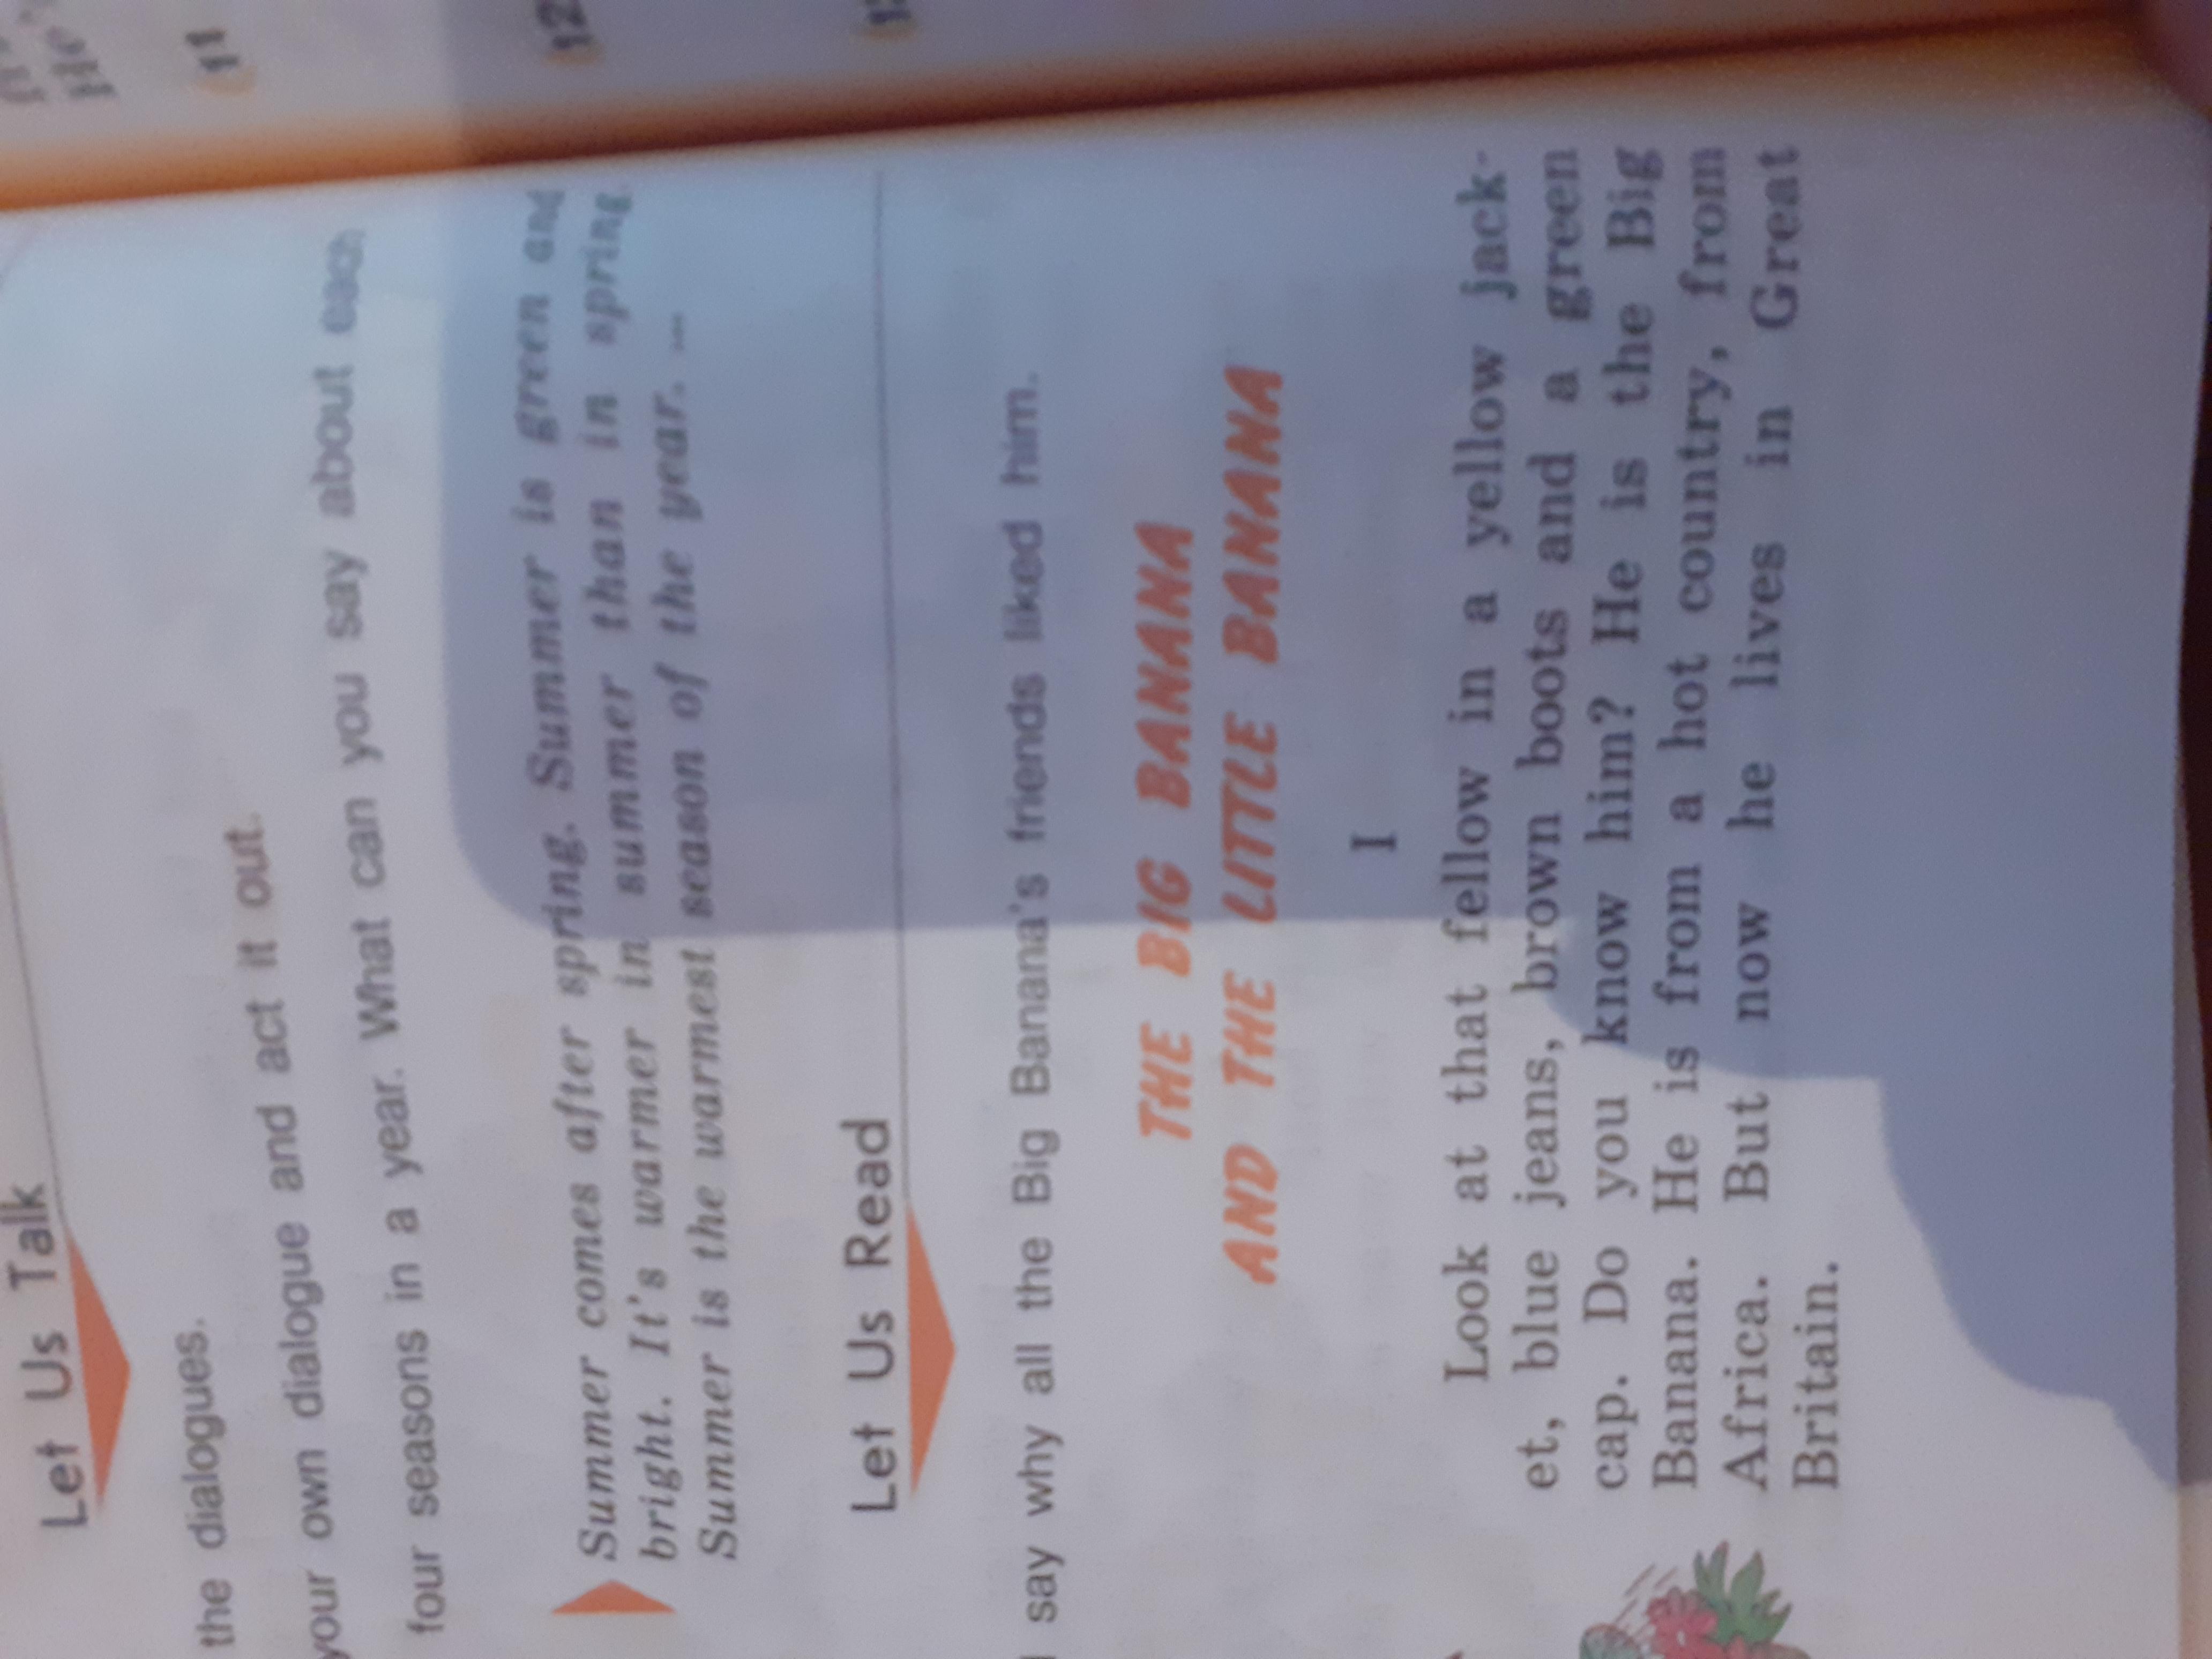 Let Us Talk
the dialogues.
your own dialogue and act it out.
four seasons in a year. What can you say about each
Summer comes after spring. Summer is green and
bright. It's warmer in summer than in spring.
Summer is the warmest season of the year. ...
Let Us Read
say why all the Big Banana's friends liked him.
THE BIG BANANA
AND THE LITTLE BANANA
I
Look at that fellow in a yellow jack-
et, blue jeans, brown boots and a green
cap. Do you know him? He is the Big
Banana. He is from a hot country, from
Africa. But now he lives in Great
Britain.
He
11
12